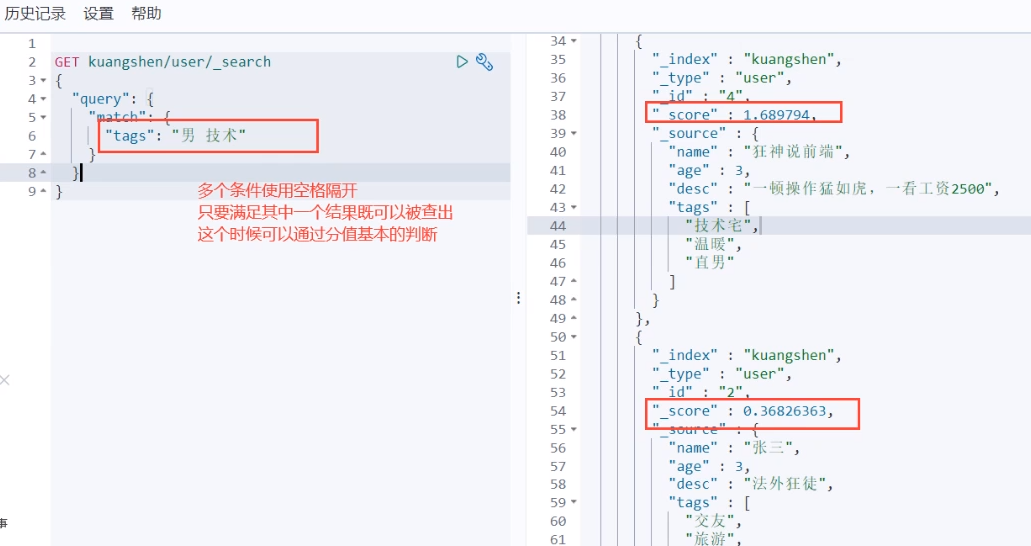 历史记录 设置 帮助
1
2 GET kuangshen/user/_search
3 {
4 "query": {
5 "match": {
6 "tags": "男 技术"
7 }
8 }
9 }
多个条件使用空格隔开
只要满足其中一个结果既可以被查出
这个时候可以通过分值基本的判断
事
34 {
35 "_index" : "kuangshen",
36 "_type" : "user",
37 "_id" : "4",
38 "_score" : 1.689794,
39 "_source" : {
40 "name" : "狂神说前端",
41 "age" : 3,
42 "desc" : "一顿操作猛如虎，一看工资2500",
43 "tags" : [
44 "技术宅",
45 "温暖",
46 "直男"
47 ]
48 }
49 },
50 {
51 "_index" : "kuangshen",
52 "_type" : "user",
53 "_id" : "2",
54 "_score" : 0.36826363,
55 "_source" : {
56 "name" : "张三",
57 "age" : 3,
58 "desc" : "法外狂徒",
59 "tags" : [
60 "交友",
61 "旅游",